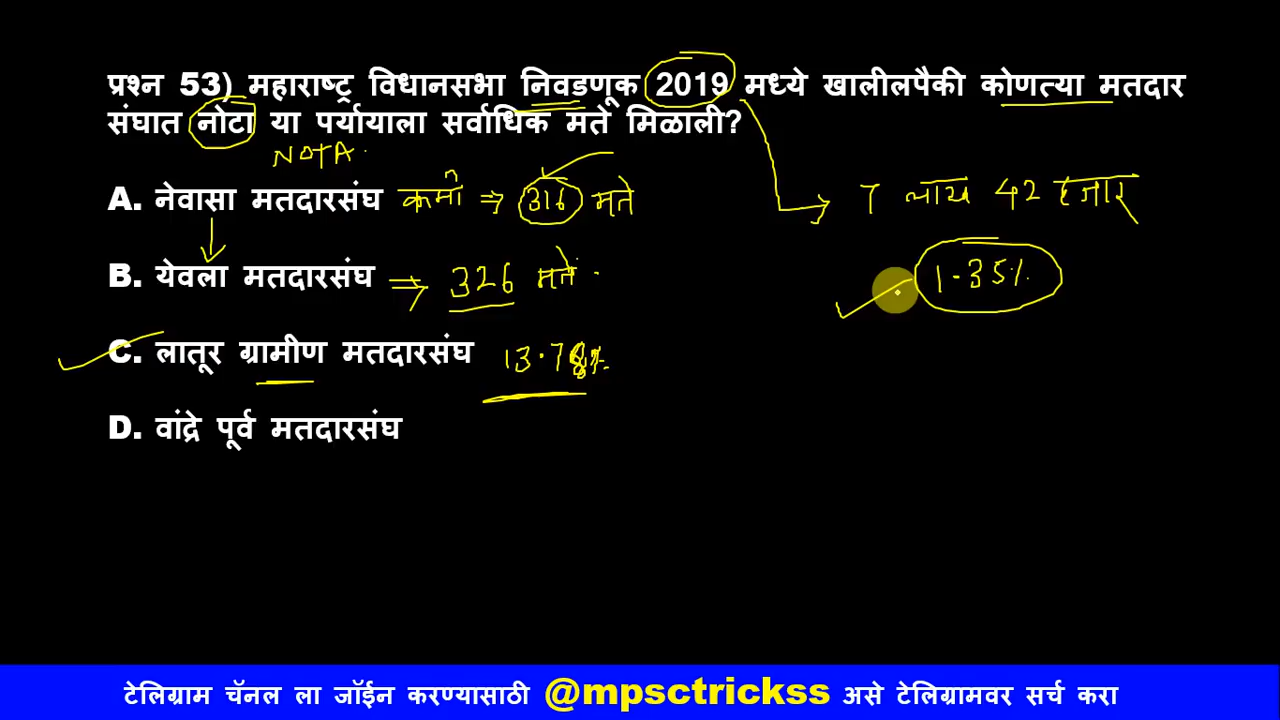 प्रश्न 53) महाराष्ट्र विधानसभा निवडणूक 2019 मध्ये खालीलपैकी कोणत्या मतदार
संघात नोटा या पर्यायाला सर्वाधिक मते मिळाली?
NOTA
A. नेवासा मतदारसंघ कमी ⇒ 316 मते
→ 7 लाख 42 हजार
B. येवला मतदारसंघ ⇒ 326 मते
1.35%
C. लातूर ग्रामीण मतदारसंघ
D. वांद्रे पूर्व मतदारसंघ
टेलिग्राम चॅनल ला जॉईन करण्यासाठी @mpsctrickss असे टेलिग्रामवर सर्च करा